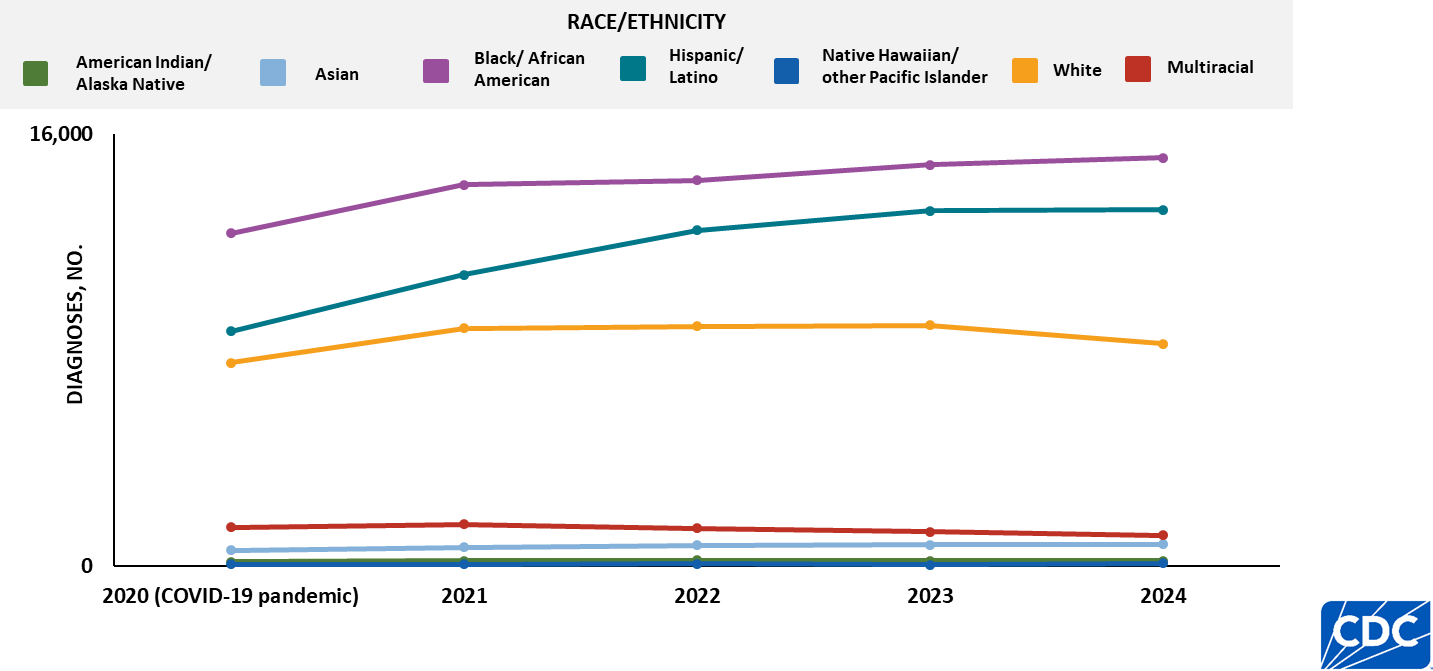 RACE/ETHNICITY
American Indian/
Alaska Native
Asian
Black/ African
American
Hispanic/
Latino
Native Hawaiian/
other Pacific Islander
White
Multiracial
16,000
DIAGNOSES, NO.
0
2020 (COVID-19 pandemic)
2021
2022
2023
2024
CDC